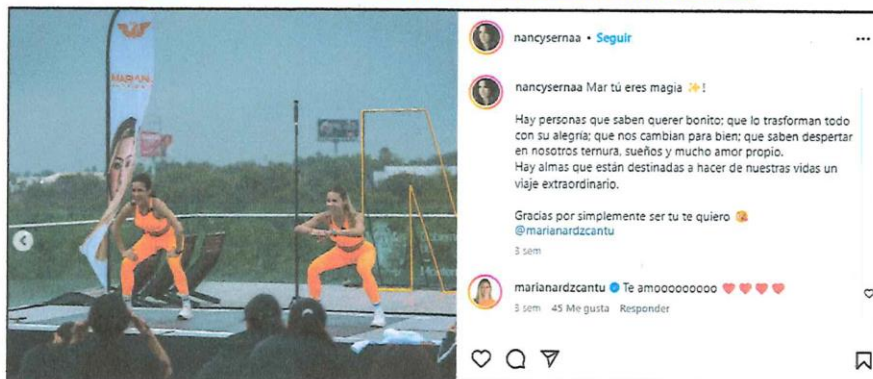 MARIANA
nancysernaa • Seguir
nancysernaa Mar tú eres magia ✨!
Hay personas que saben querer bonito; que lo trasforman todo
con su alegría; que nos cambian para bien; que saben despertar
en nosotros ternura, sueños y mucho amor propio.
Hay almas que están destinadas a hacer de nuestras vidas un
viaje extraordinario.
Gracias por simplemente ser tu te quiero 😘
@marianardzcantu
3 sem
marianardzcantu Te amooooooooo ❤️ ❤️ ❤️ ❤️
3 sem 45 Me gusta Responder